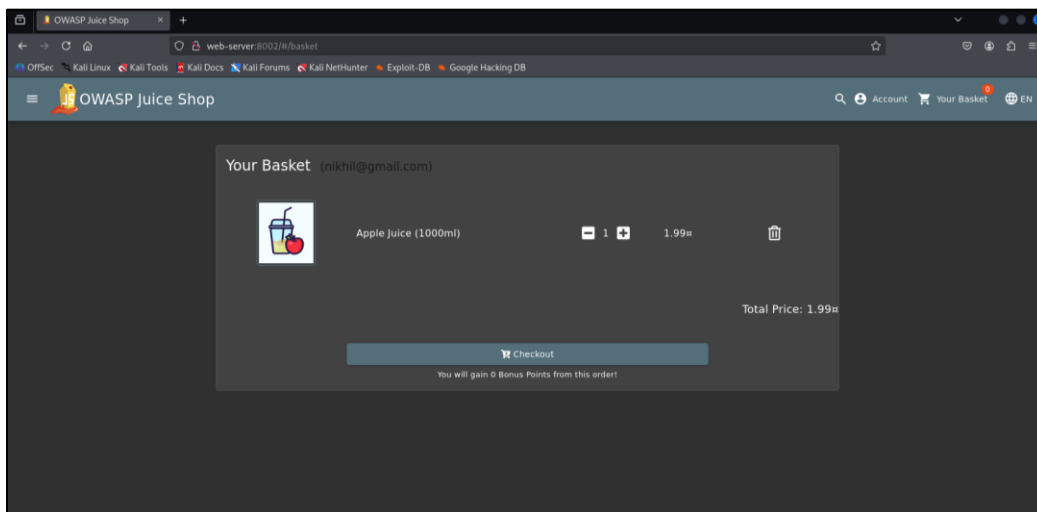 OWASP Juice Shop
web-server:8002/#/basket
OffSec Kali Linux Kali Tools Kali Docs Kali Forums Kali NetHunter Exploit-DB Google Hacking DB
OWASP Juice Shop Account Your Basket 0 EN
Your Basket (nikhil@gmail.com)
Apple Juice (1000ml) 1 1.99¤
Total Price: 1.99¤
Checkout
You will gain 0 Bonus Points from this order!